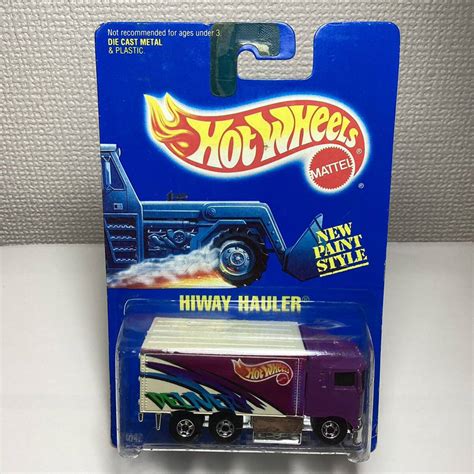 Not recommended for ages under 3.
DIE CAST METAL
& PLASTIC.
HOT WHEELS®
MATTEL
®
NEW
PAINT
STYLE
HIWAY HAULER®
Hot Wheels
DELIVERY